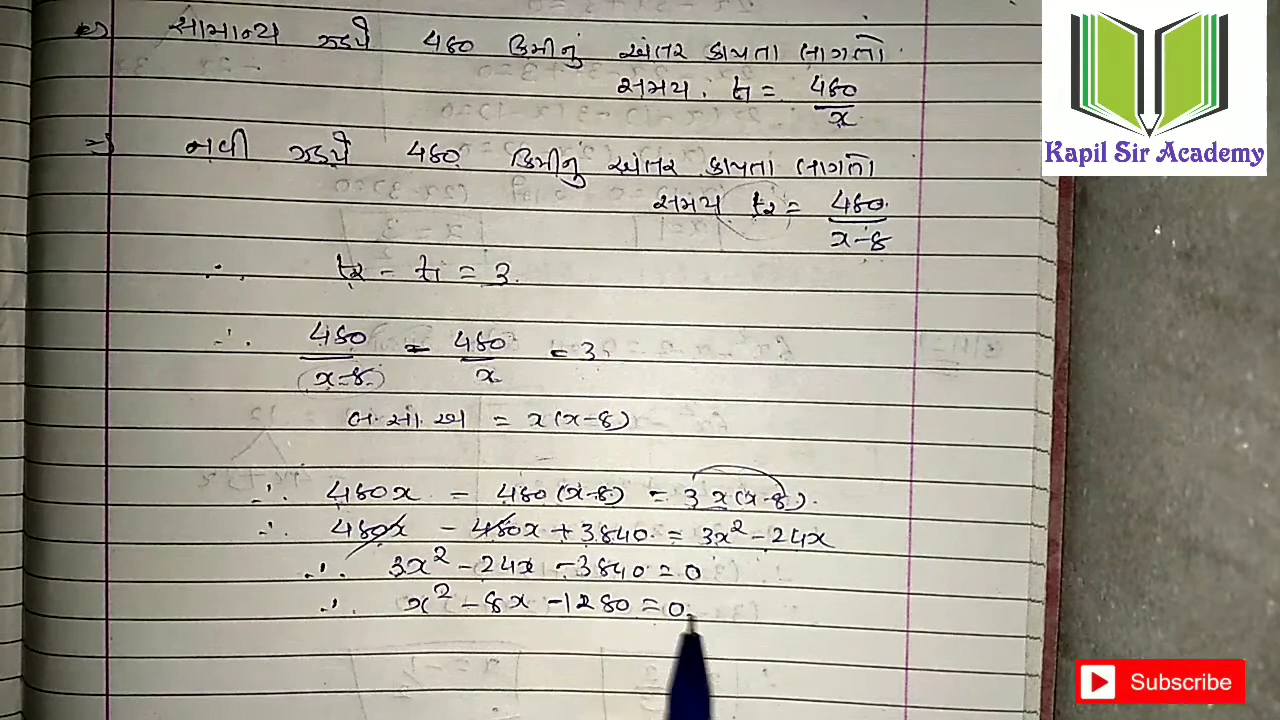 => સામાન્ય ઝડપે 480 કિમીનું અંતર કાપતા લાગતો
સમય. t₁ = 480/x
Kapil Sir Academy
=> નવી ઝડપે 480 કિમીનું અંતર કાપતા લાગતો
સમય t₂ = 480/x-8
∴ t₂ - t₁ = 3.
∴ 480/(x-8) - 480/x = 3
લ.સા.અ = x(x-8)
∴ 480x - 480(x-8) = 3x(x-8).
∴ 480x - 480x + 3840 = 3x² - 24x
∴ 3x² - 24x - 3840 = 0
∴ x² - 8x - 1280 = 0.
Subscribe